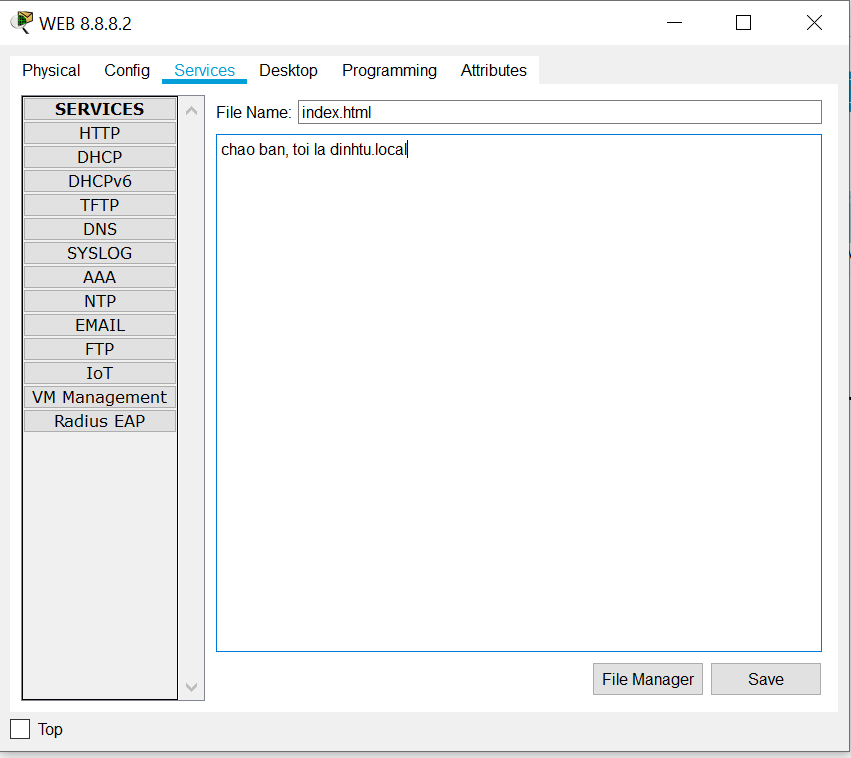 WEB 8.8.8.2
Physical Config Services Desktop Programming Attributes
SERVICES
HTTP
DHCP
DHCPv6
TFTP
DNS
SYSLOG
AAA
NTP
EMAIL
FTP
IoT
VM Management
Radius EAP
File Name: index.html
chao ban, toi la dinhtu.local
File Manager Save
Top